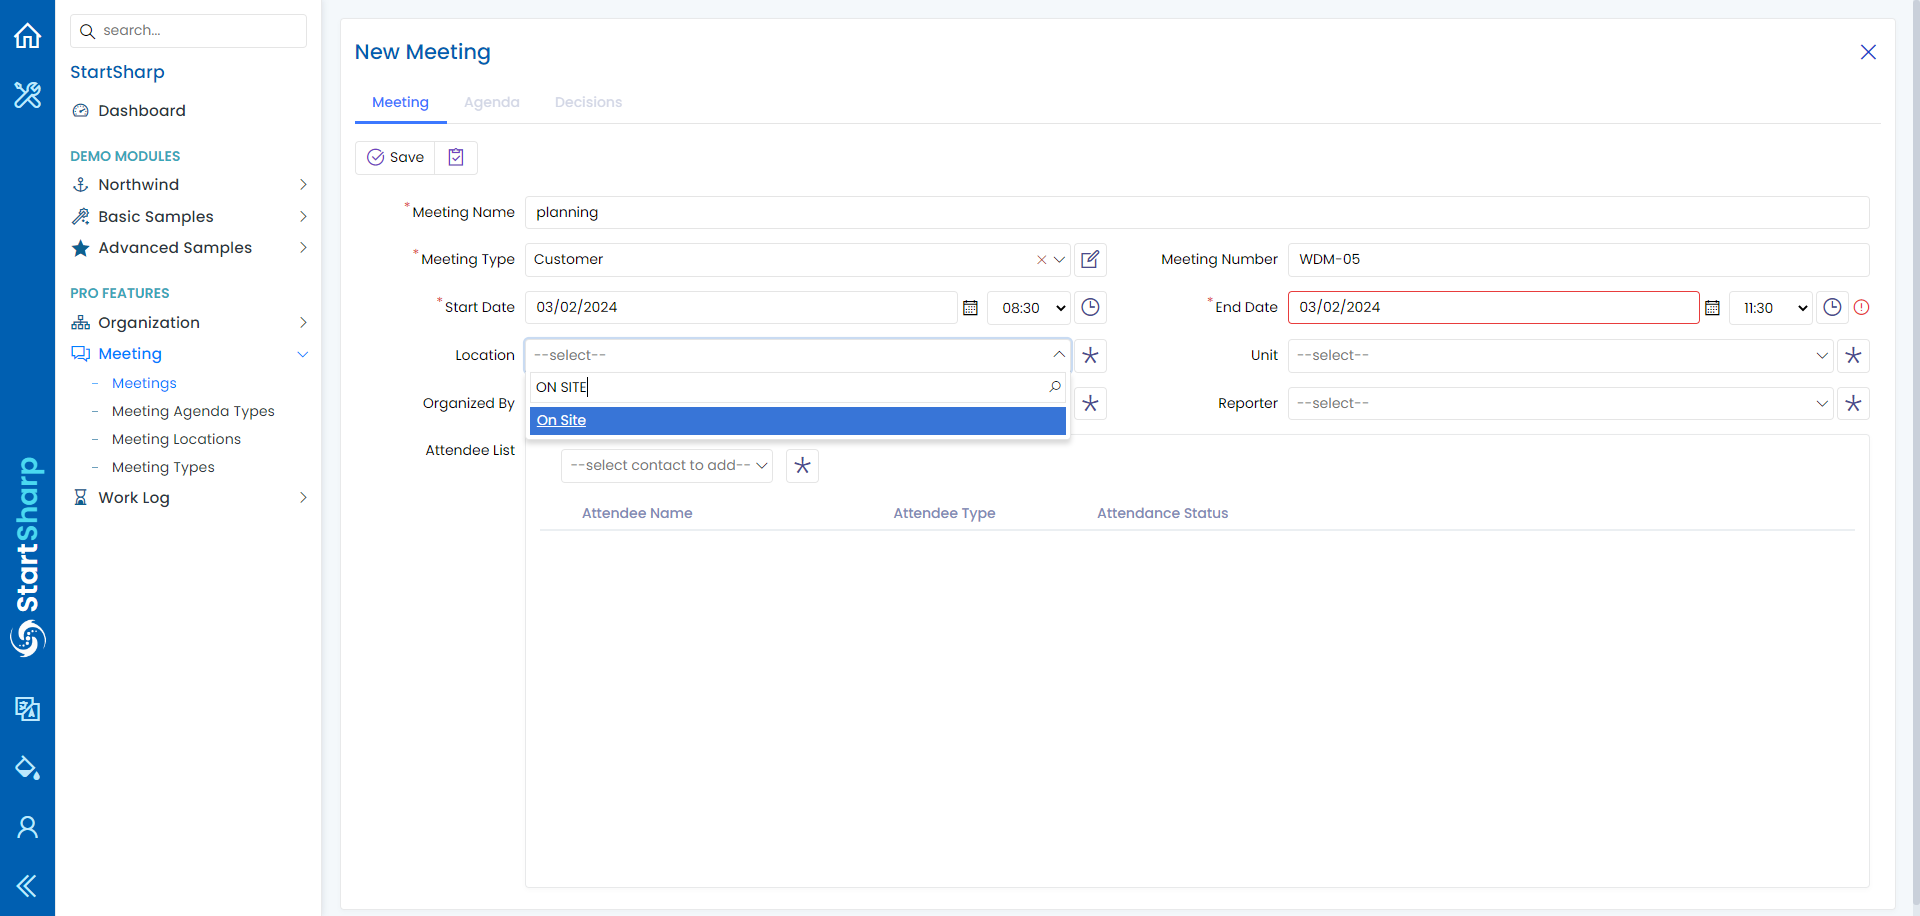 search...
StartSharp
Dashboard
DEMO MODULES
Northwind
Basic Samples
Advanced Samples
PRO FEATURES
Organization
Meeting
Meetings
Meeting Agenda Types
Meeting Locations
Meeting Types
Work Log
StartSharp
New Meeting
Meeting Agenda Decisions
Save
*Meeting Name planning
*Meeting Type Customer Meeting Number WDM-05
*Start Date 03/02/2024 08:30 *End Date 03/02/2024 11:30
Location --select-- Unit --select--
ON SITE
Organized By Reporter --select--
On Site
Attendee List
--select contact to add--
Attendee Name Attendee Type Attendance Status